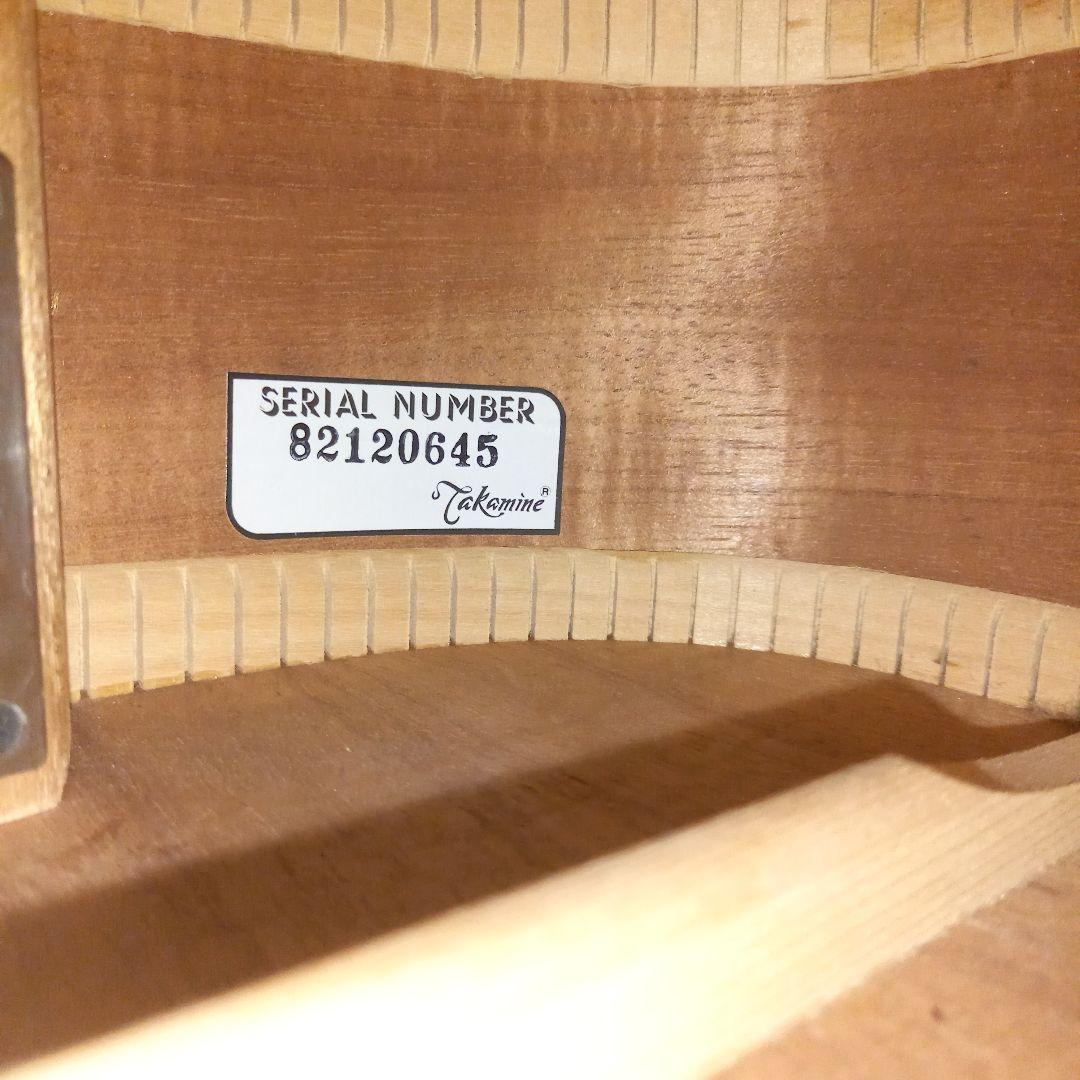 SERIAL NUMBER
82120645
Takamine®